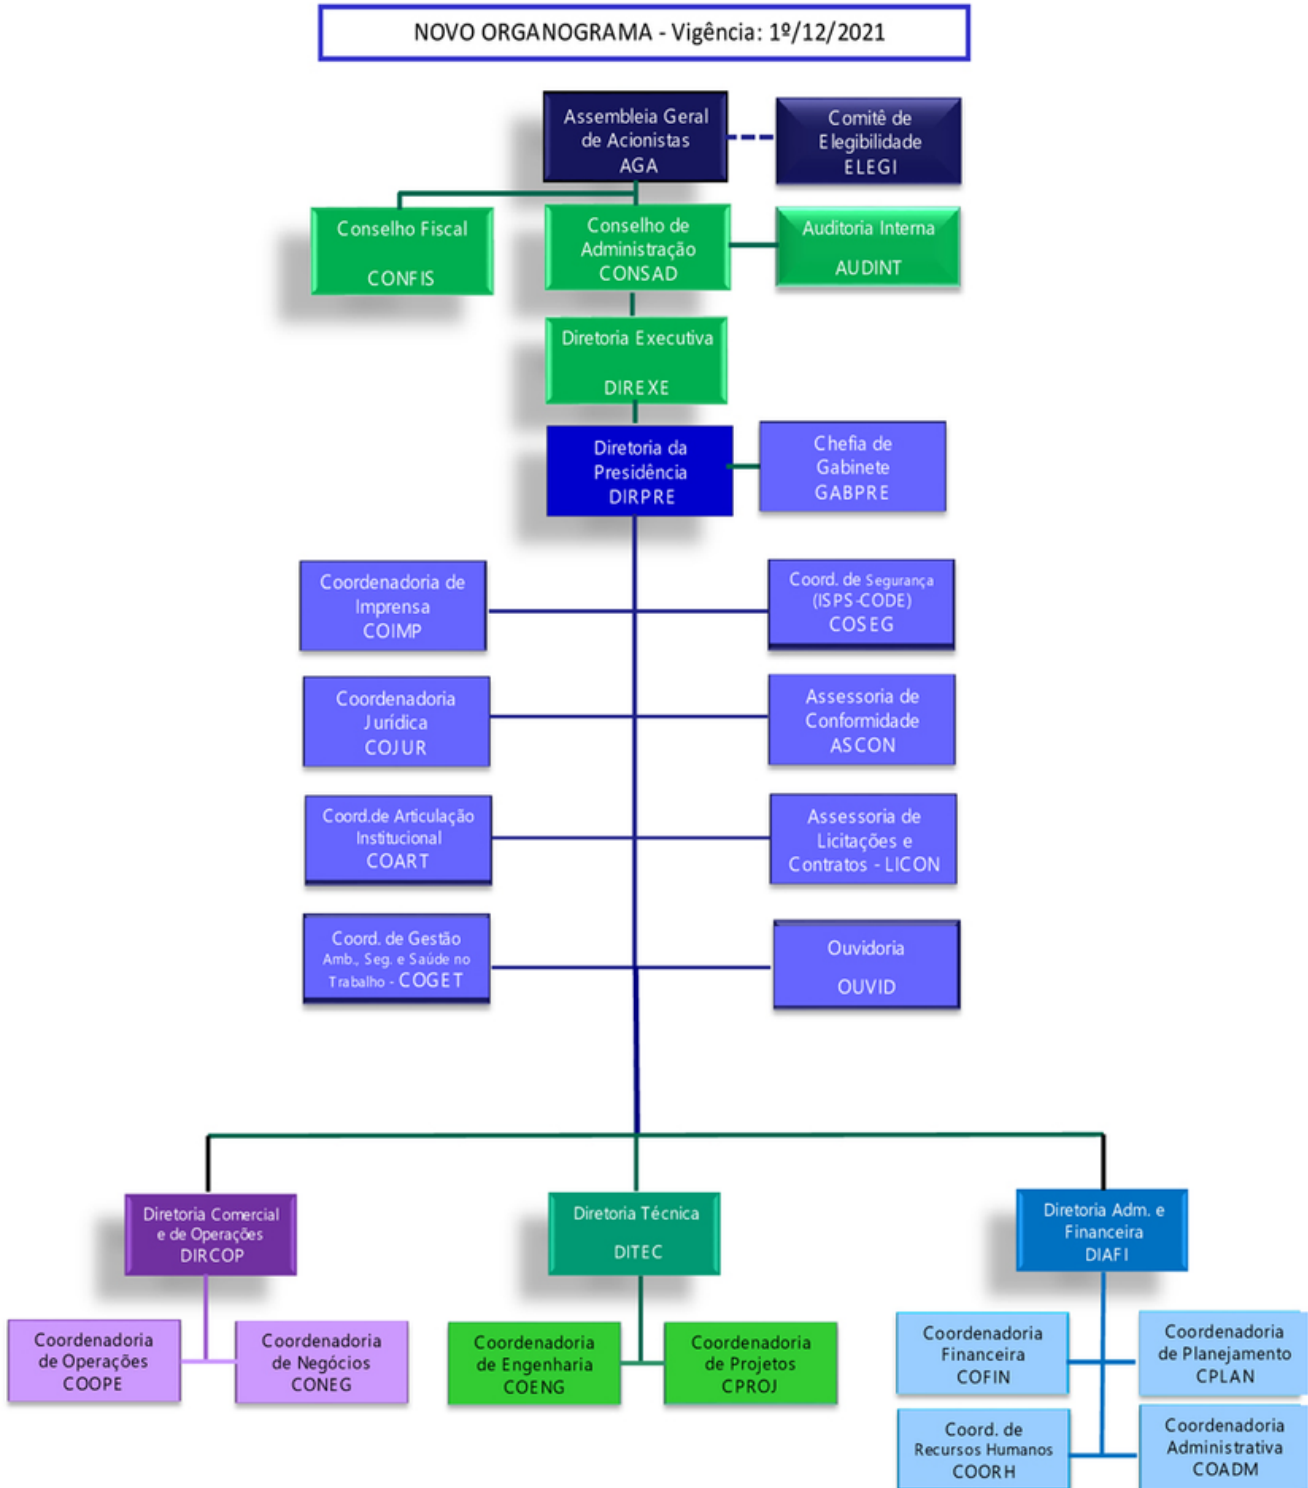 NOVO ORGANOGRAMA - Vigência: 1º/12/2021
Assembleia Geral
de Acionistas
AGA
Comitê de
Elegibilidade
ELEGI
Conselho Fiscal
CONFIS
Conselho de
Administração
CONSAD
Auditoria Interna
AUDINT
Diretoria Executiva
DIREXE
Diretoria da
Presidência
DIRPRE
Chefia de
Gabinete
GABPRE
Coordenadoria de
Imprensa
COIMP
Coord. de Segurança
(ISPS-CODE)
COSEG
Coordenadoria
Jurídica
COJUR
Assessoria de
Conformidade
ASCON
Coord.de Articulação
Institucional
COART
Assessoria de
Licitações e
Contratos - LICON
Coord. de Gestão
Amb., Seg. e Saúde no
Trabalho - COGET
Ouvidoria
OUVID
Diretoria Comercial
e de Operações
DIRCOP
Diretoria Técnica
DITEC
Diretoria Adm. e
Financeira
DIAFI
Coordenadoria
de Operações
COOPE
Coordenadoria
de Negócios
CONEG
Coordenadoria
de Engenharia
COENG
Coordenadoria
de Projetos
CPROJ
Coordenadoria
Financeira
COFIN
Coordenadoria
de Planejamento
CPLAN
Coord. de
Recursos Humanos
COORH
Coordenadoria
Administrativa
COADM